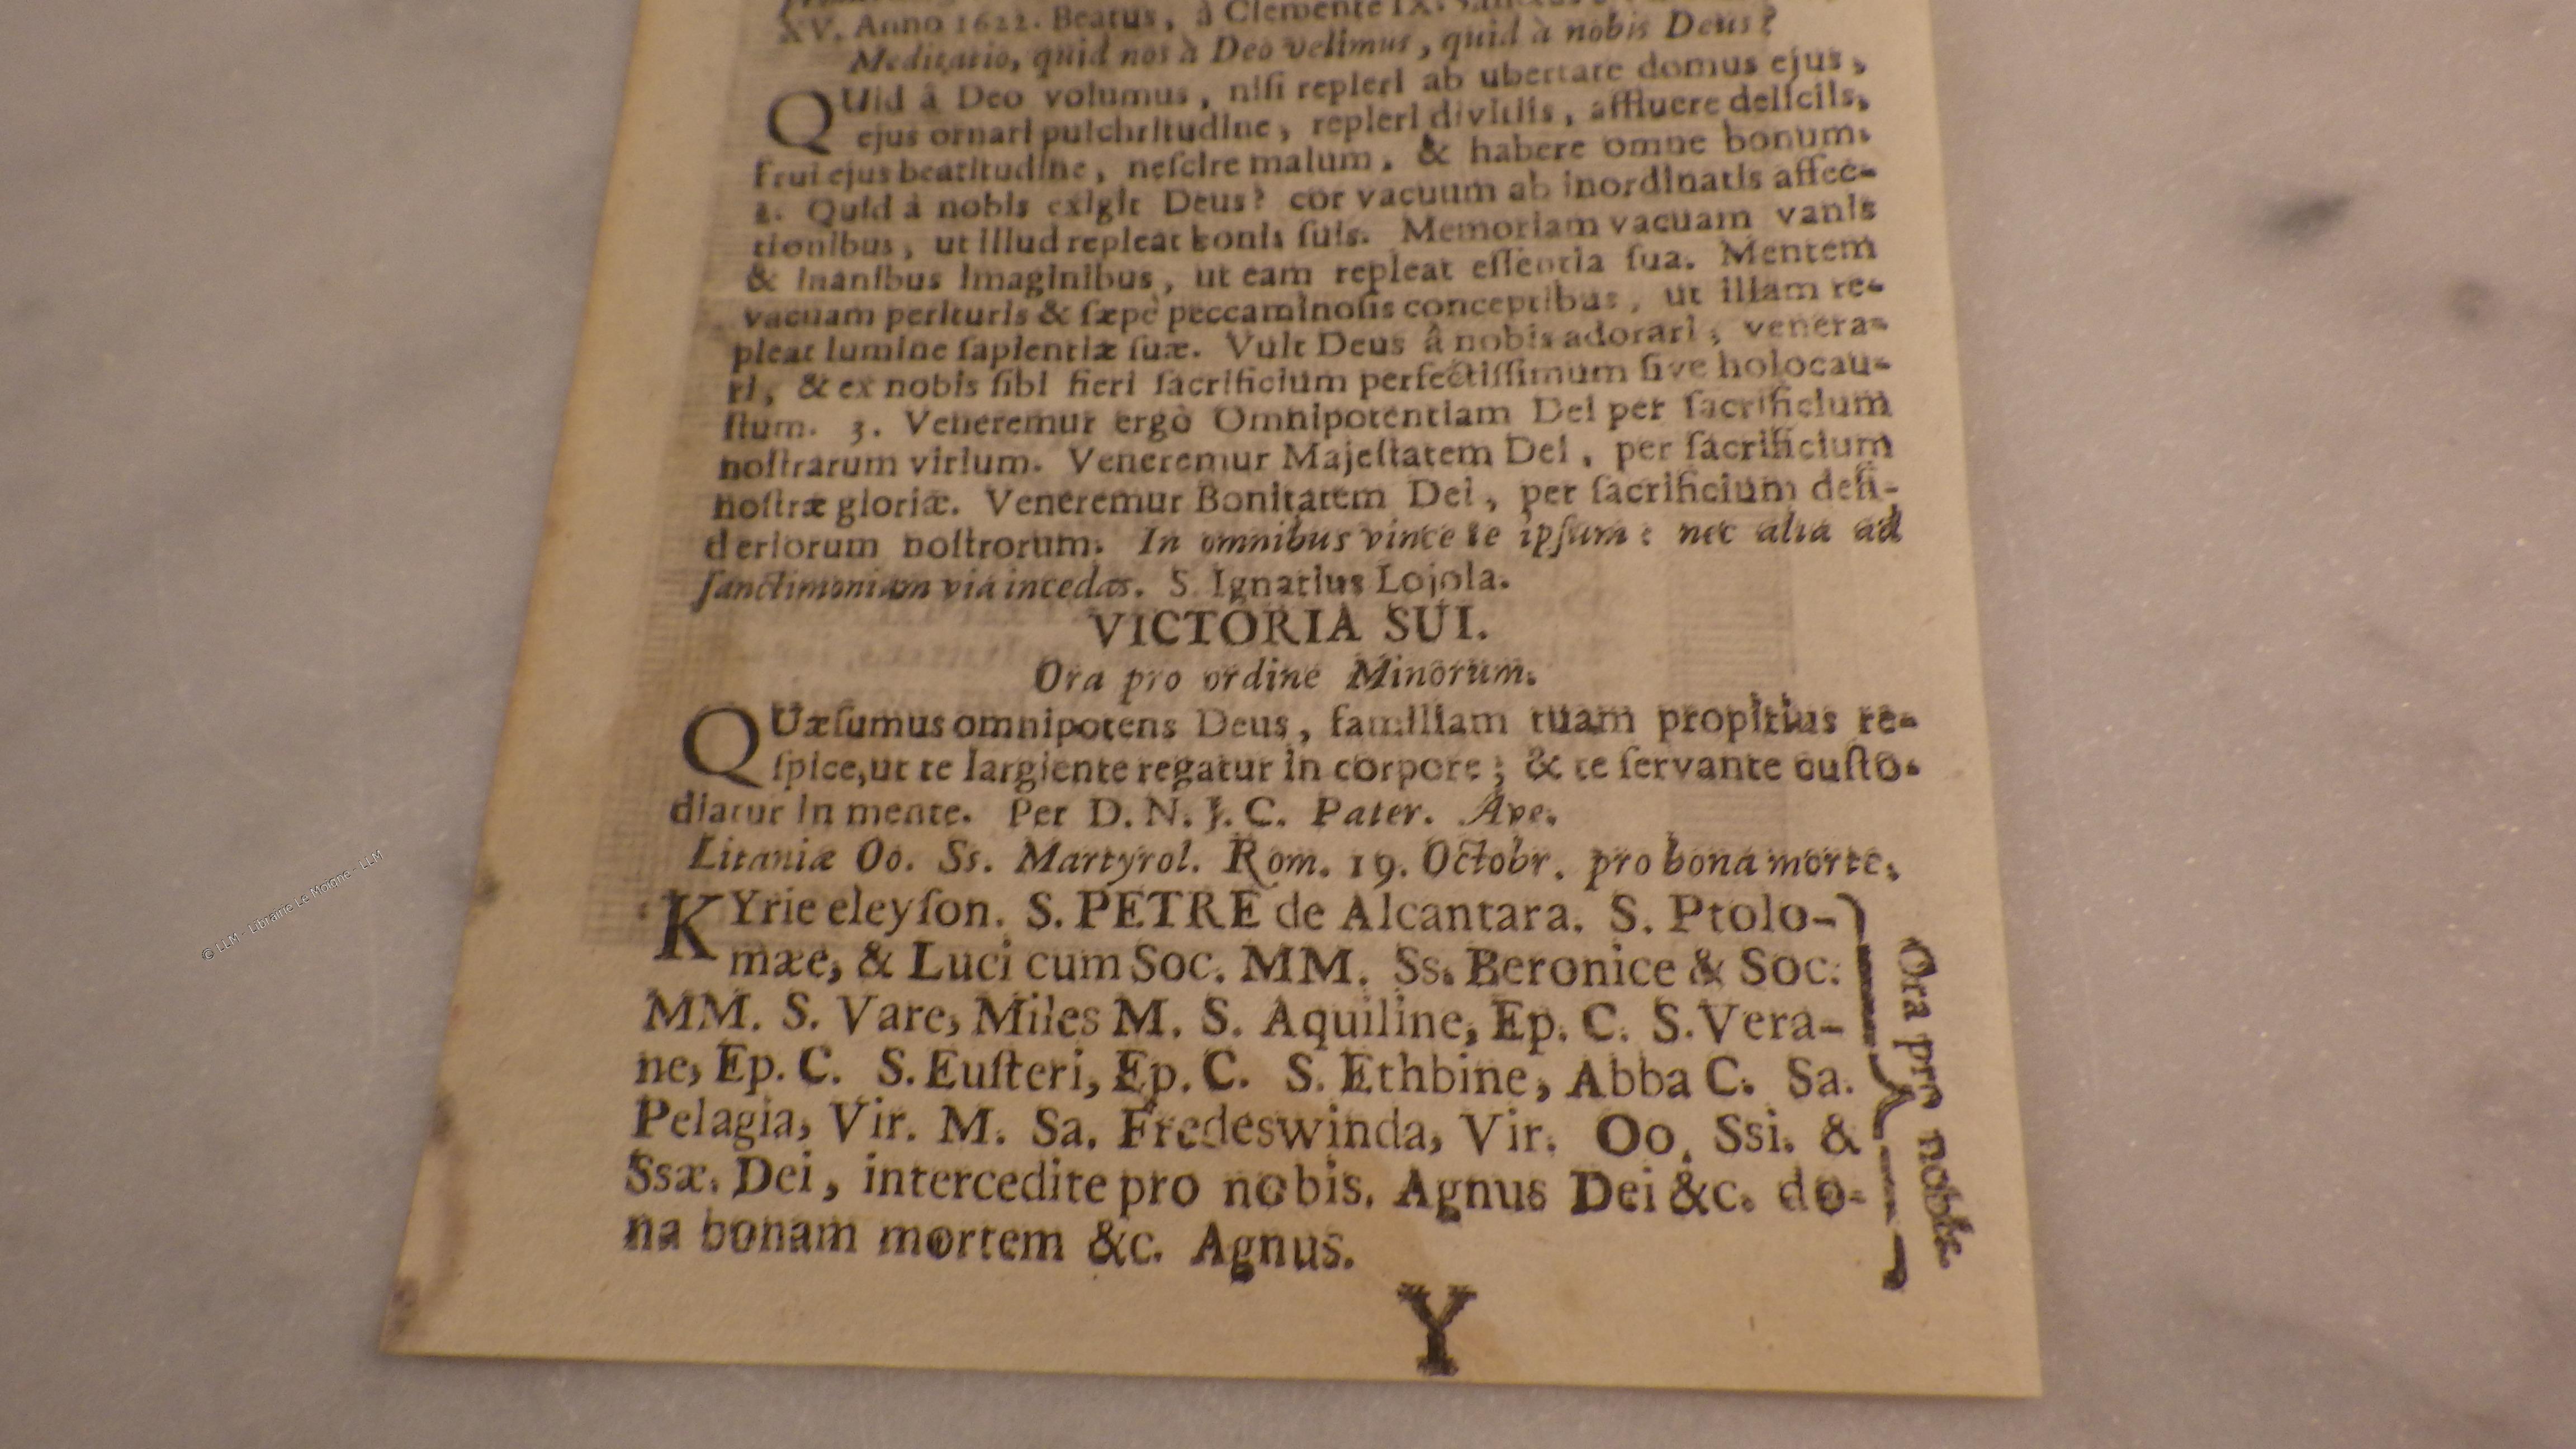 XV. Anno 1622. Beatus, à Clemente IX.
Meditatio, quid nos à Deo velimus, quid à nobis Deus?
QUid â Deo volumus, nisi repleri ab ubertate domus ejus,
ejus ornari pulchritudine, repleri divitiis, affluere deliciis,
frui ejus beatitudine, neſcire malum, & habere omne bonum.
2. Quid à nobis exigit Deus? cor vacuum ab inordinatis affec-
tionibus, ut illud repleat bonis ſuis. Memoriam vacuam vanis
& inanibus imaginibus, ut eam repleat eſſentia ſua. Mentem
vacuam perituris & ſæpè peccaminoſis conceptibus, ut illam re-
pleat lumine ſapientiæ ſuæ. Vult Deus â nobis adorari, venera-
ri, & ex nobis ſibi fieri ſacrificium perfectiſſimum ſive holocau-
ſtum. 3. Veneremur ergò Omnipotentiam Dei per ſacrificium
noſtrarum virium. Veneremur Majeſtatem Dei, per ſacrificium
noſtræ gloriæ. Veneremur Bonitatem Dei, per ſacrificium deſi-
deriorum noſtrorum. In omnibus vince te ipſum: nec alia ad
ſanctimoniam via incedas. S. Ignatius Lojola.
VICTORIA SUI.
Ora pro ordine Minorum.
QUæſumus omnipotens Deus, familiam tuam propitius re-
ſpice, ut te largiente regatur in corpore; & te ſervante cuſto-
diatur in mente. Per D. N. J. C. Pater. Ave.
Litaniæ Oo. Ss. Martyrol. Rom. 19. Octobr. pro bona morte.
KYrie eleyſon. S. PETRE de Alcantara. S. Ptolo-
mæe, & Luci cum Soc. MM. Ss. Beronice & Soc.
MM. S. Vare, Miles M. S. Aquiline, Ep. C. S. Vera-
ne, Ep. C. S. Euſteri, Ep. C. S. Ethbine, Abba C. Sa.
Pelagia, Vir. M. Sa. Fredeswinda, Vir. Oo. Ssi. &
Ssæ. Dei, intercedite pro nobis. Agnus Dei &c. do-
na bonam mortem &c. Agnus.
Ora pro nobis.
Y
© LLM - Librairie Le Moigne - LLM